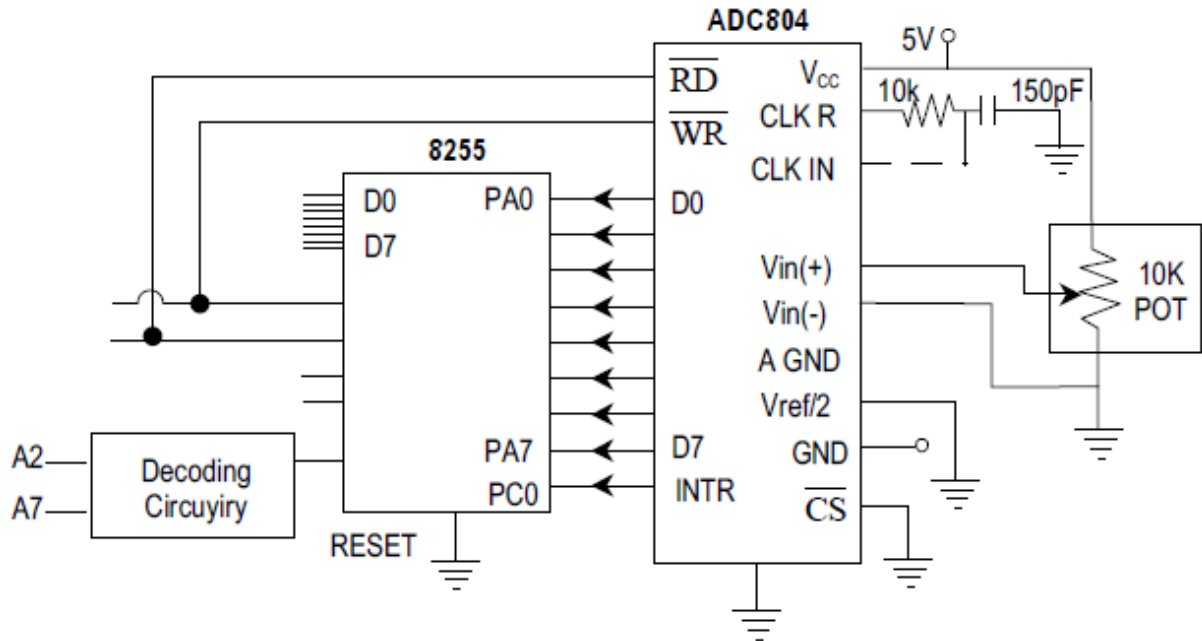 ADC804
5V
RD
VCC
10k
150pF
CLK R
WR
8255
CLK IN
D0
PA0
D0
D7
Vin(+)
10K
POT
Vin(-)
A GND
Vref/2
A2
Decoding
Circuyiry
PA7
D7
GND
A7
PC0
INTR
CS
RESET